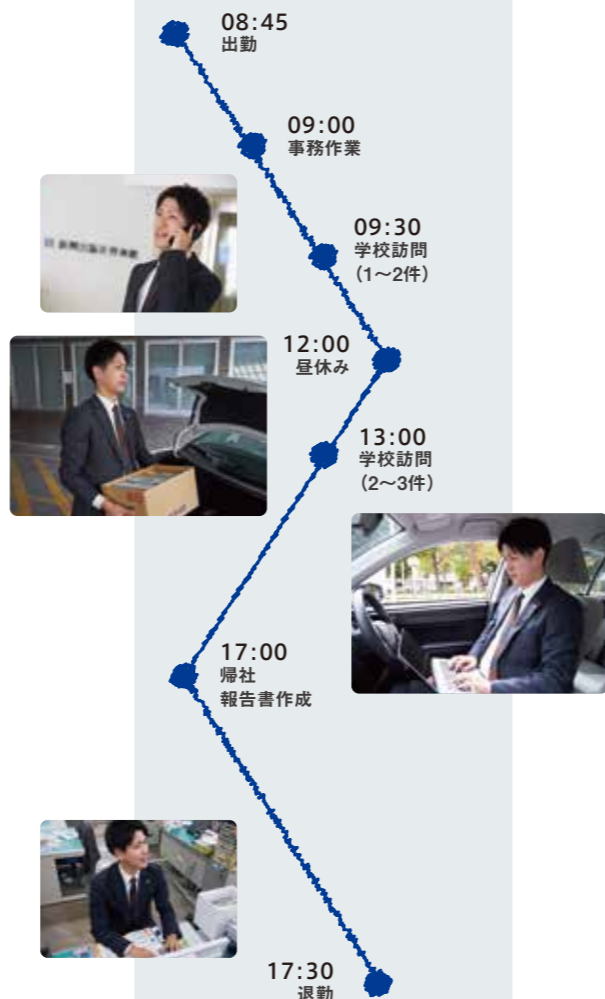 08:45
出勤
09:00
事務作業
09:30
学校訪問
（1〜2件）
12:00
昼休み
13:00
学校訪問
（2〜3件）
17:00
帰社
報告書作成
17:30
退勤